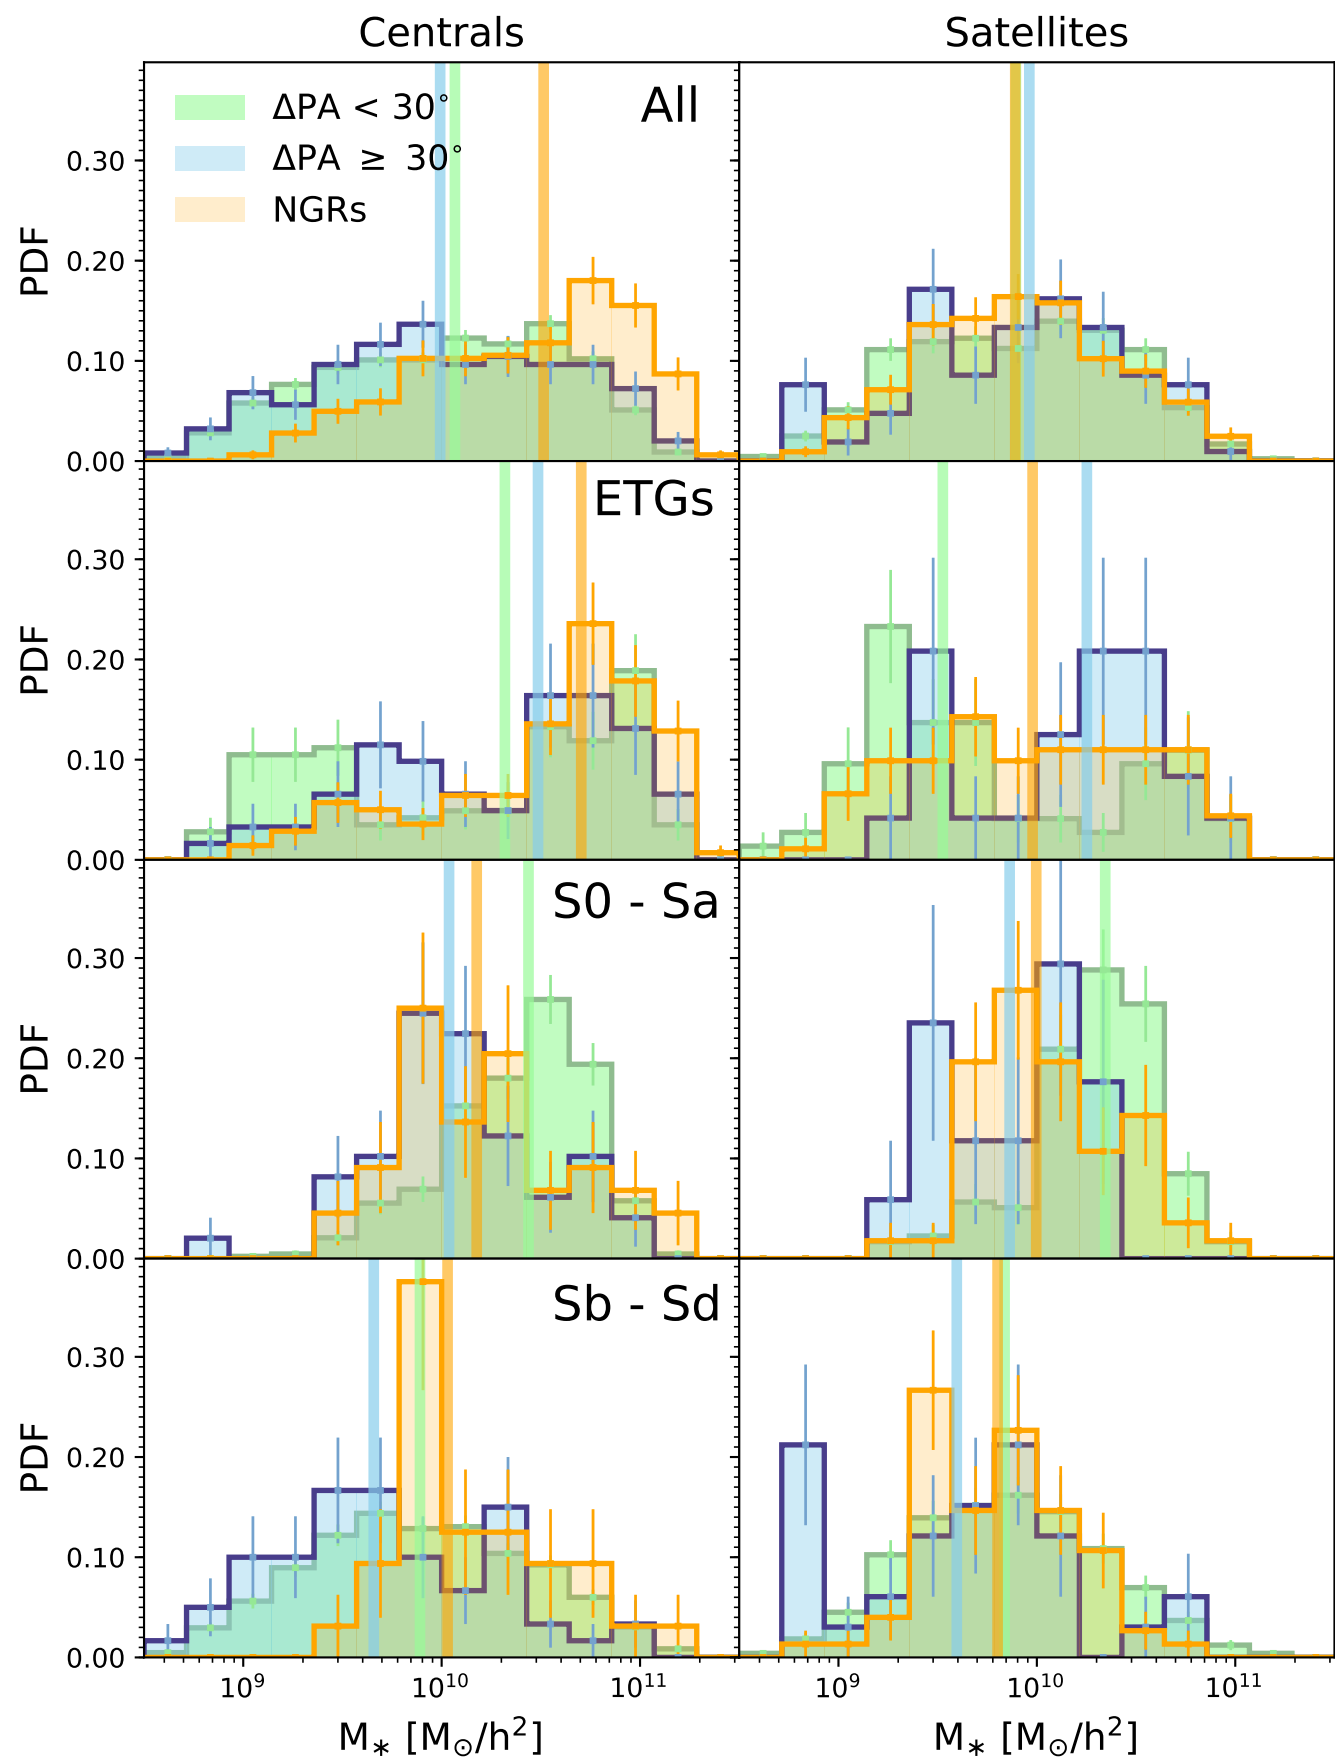 Centrals Satellites
ΔPA < 30° All
ΔPA ≥ 30°
NGRs
PDF
0.30
0.20
0.10
0.00
ETGs
PDF
0.30
0.20
0.10
0.00
S0 - Sa
PDF
0.30
0.20
0.10
0.00
Sb - Sd
PDF
0.30
0.20
0.10
0.00
10⁹ 10¹⁰ 10¹¹ 10⁹ 10¹⁰ 10¹¹
M∗ [M⊙/h²] M∗ [M⊙/h²]